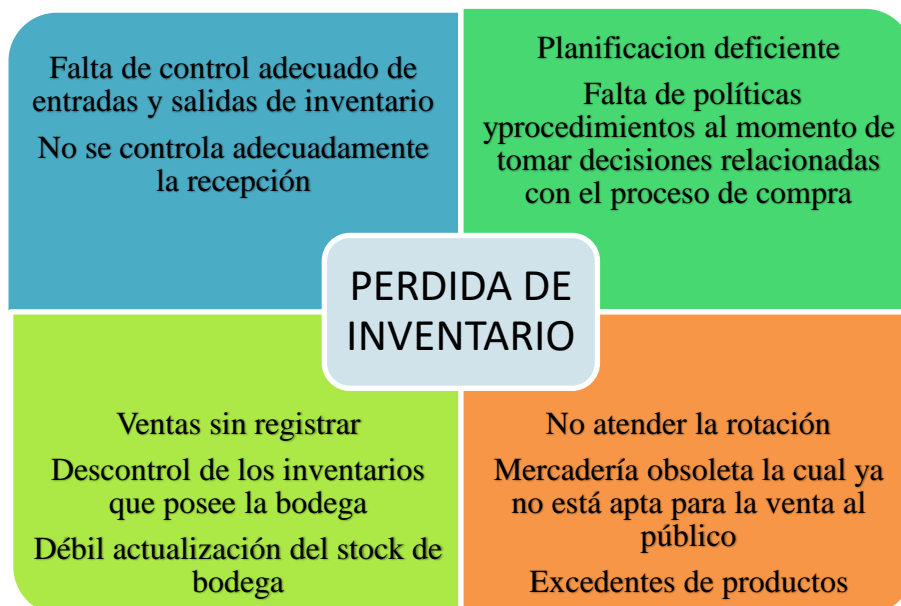 Falta de control adecuado de
entradas y salidas de inventario
No se controla adecuadamente
la recepción
Planificacion deficiente
Falta de políticas
yprocedimientos al momento de
tomar decisiones relacionadas
con el proceso de compra
PERDIDA DE
INVENTARIO
Ventas sin registrar
Descontrol de los inventarios
que posee la bodega
Débil actualización del stock de
bodega
No atender la rotación
Mercadería obsoleta la cual ya
no está apta para la venta al
público
Excedentes de productos